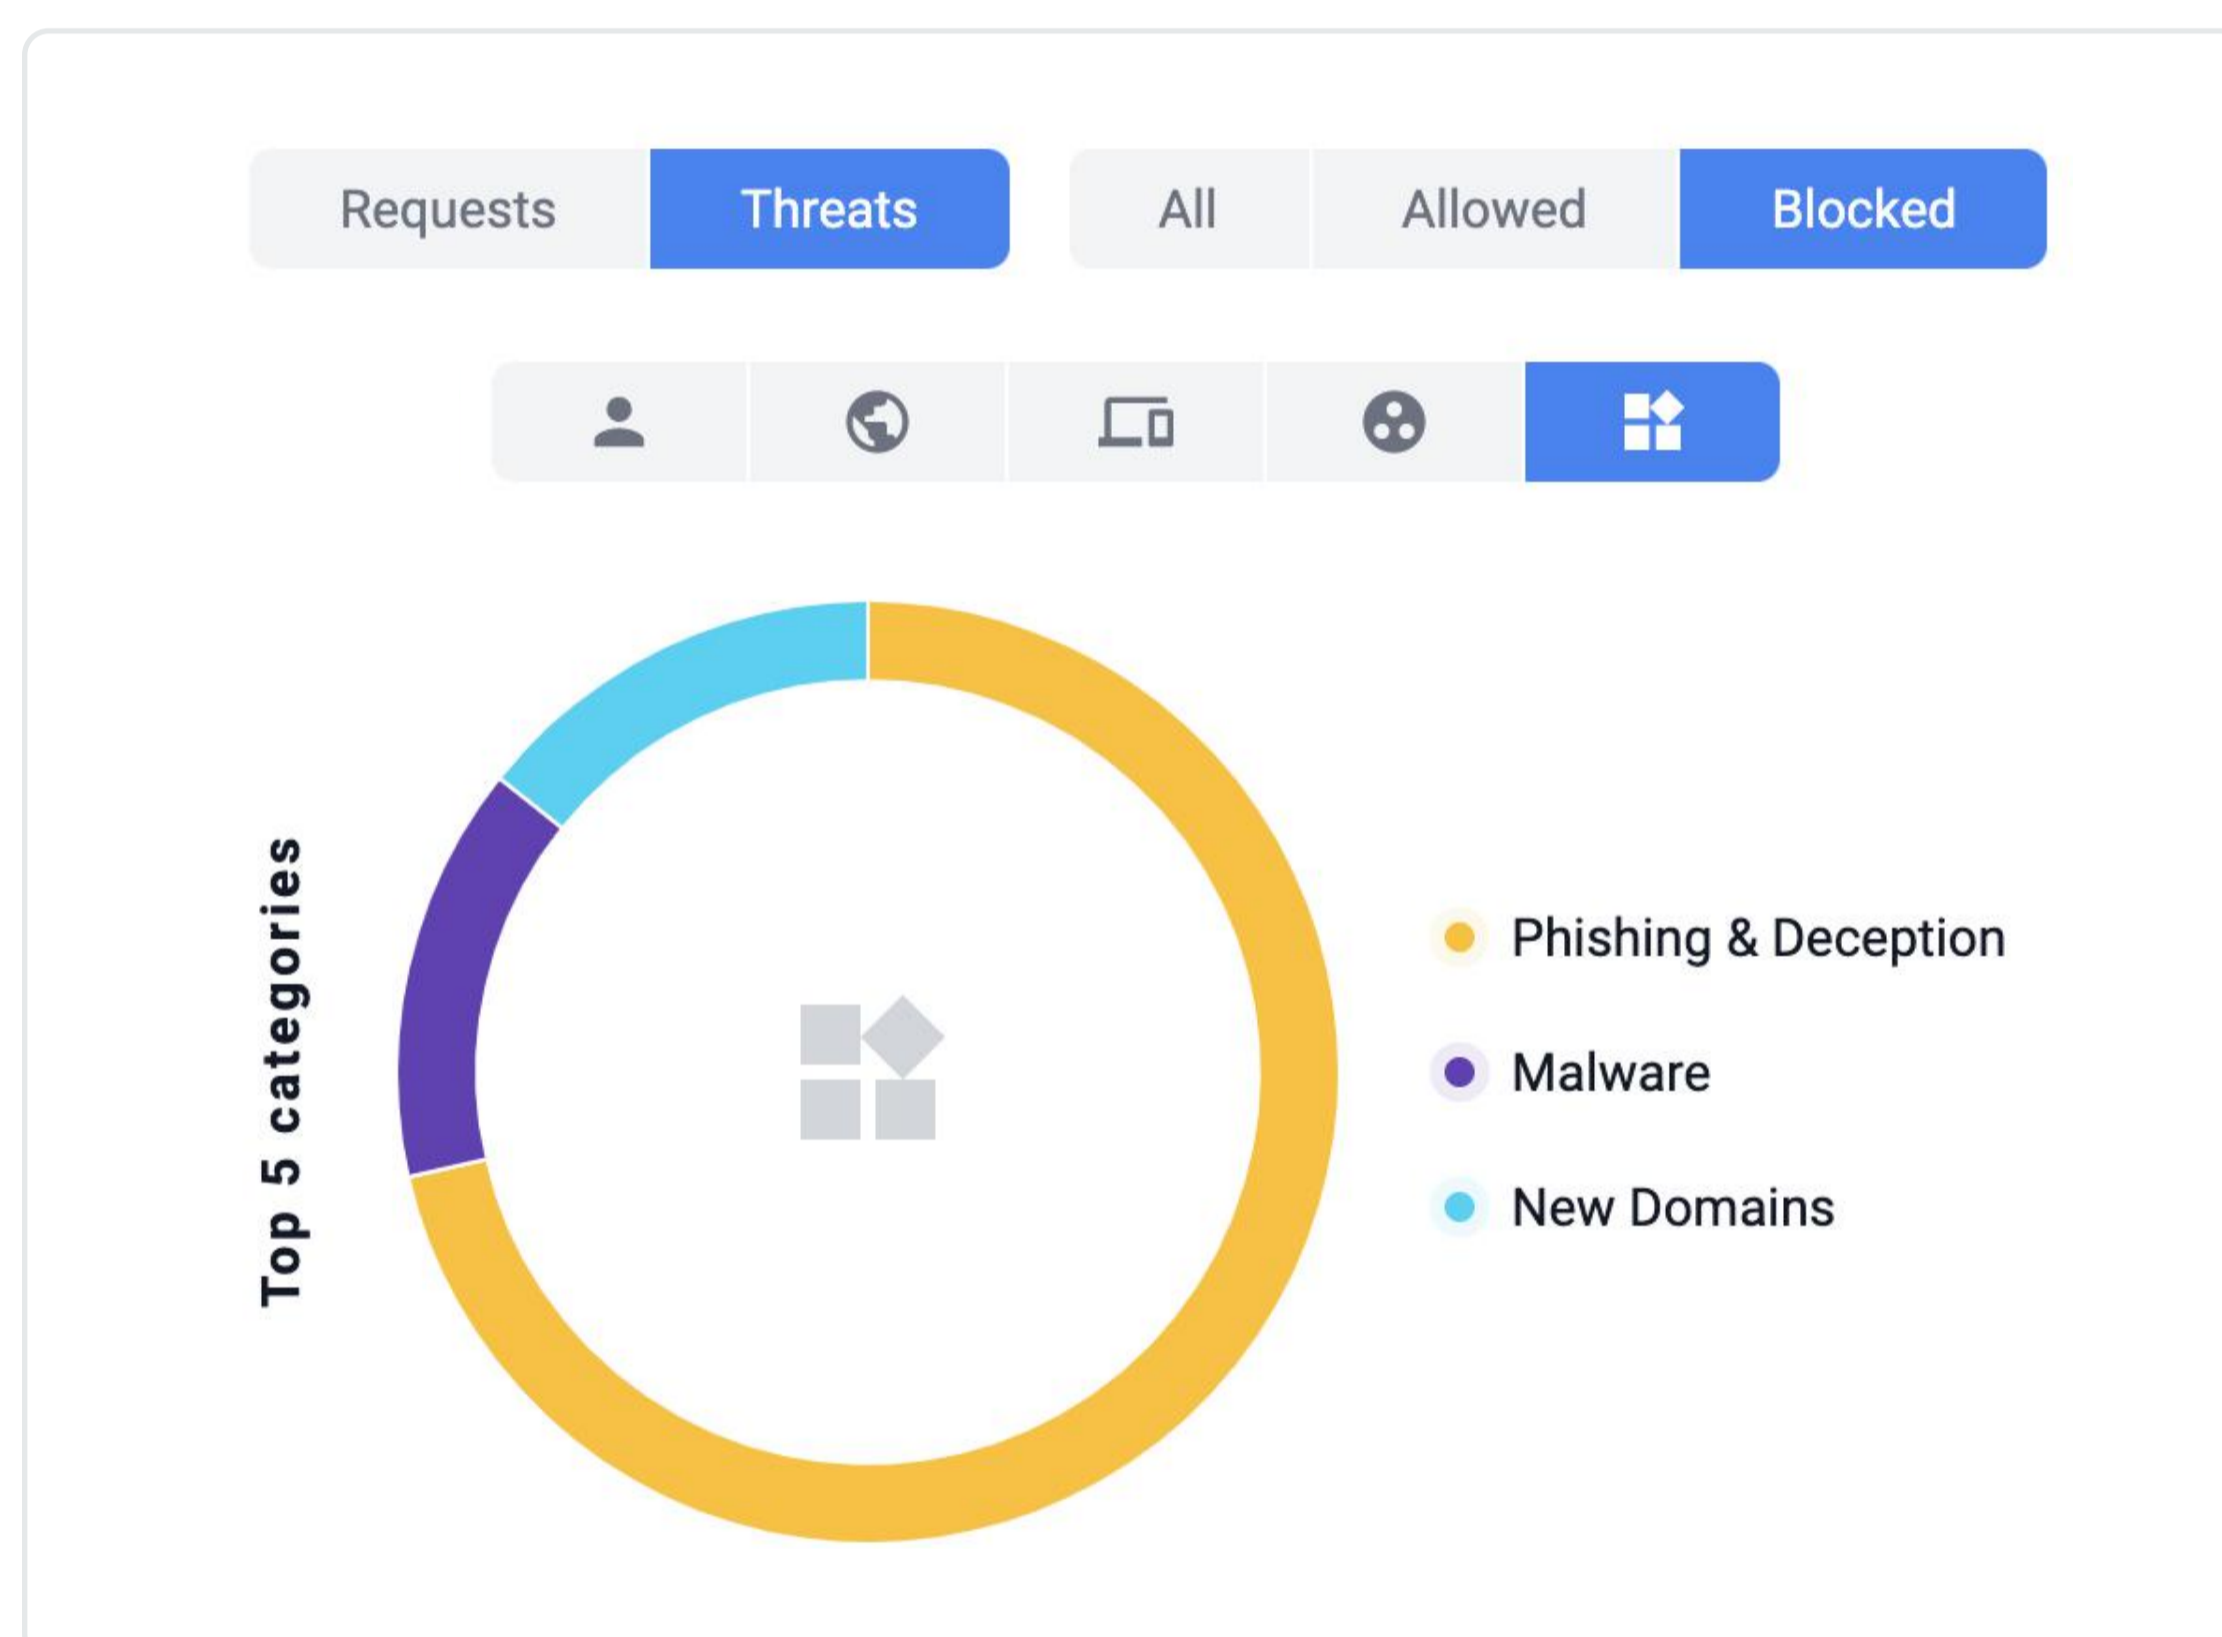 Requests
Threats
All
Allowed
Blocked
Top 5 categories
Phishing & Deception
Malware
New Domains